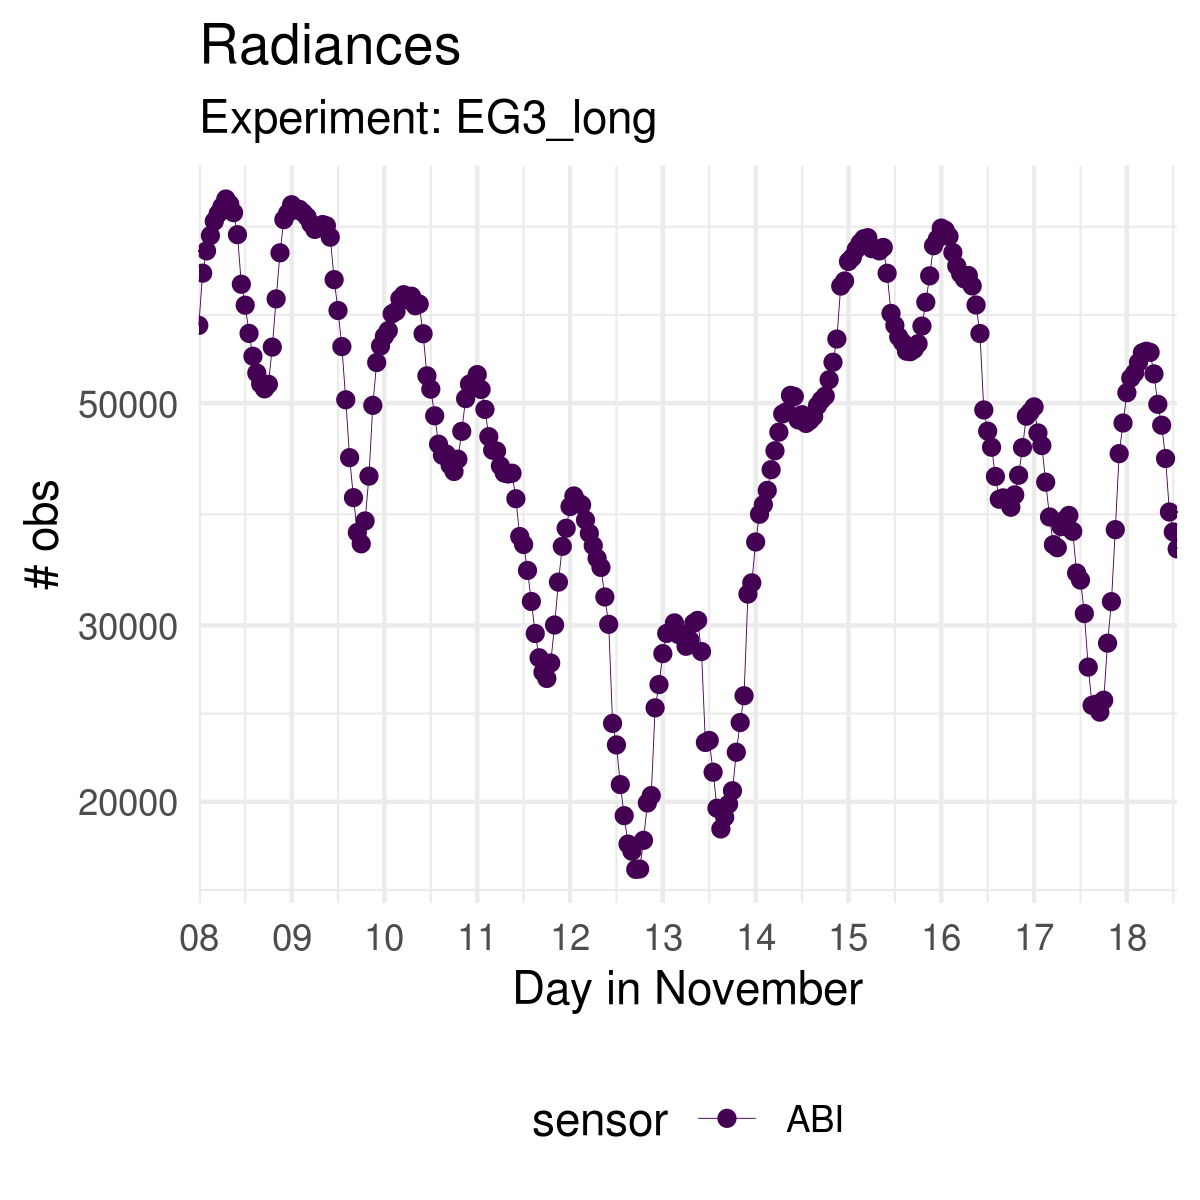 Radiances
Experiment: EG3_long
# obs
50000
30000
20000
08 09 10 11 12 13 14 15 16 17 18
Day in November
sensor ABI